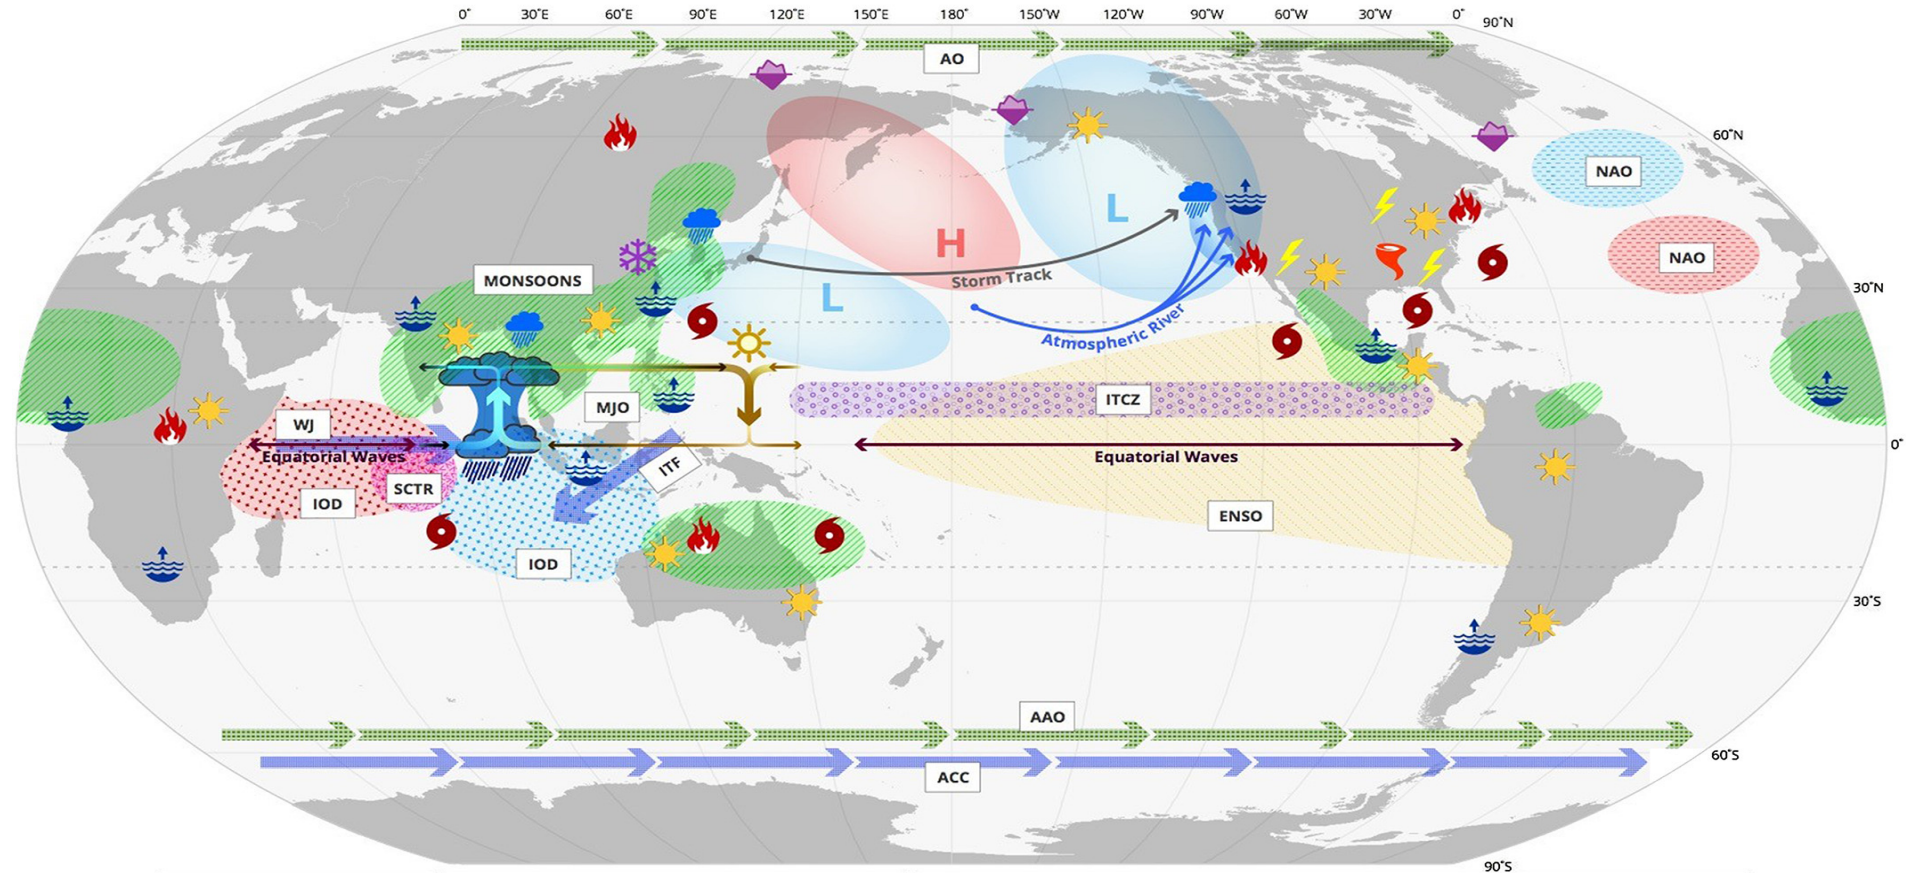 0˚ 30˚E 60˚E 90˚E 120˚E 150˚E 180˚ 150˚W 120˚W 90˚W 60˚W 30˚W 0˚
90˚N
AO
60˚N
NAO
L
H
NAO
MONSOONS
Storm Track
30˚N
L
Atmospheric River
ITCZ
MJO
WJ
0˚
Equatorial Waves
Equatorial Waves
ITF
SCTR
IOD
ENSO
IOD
30˚S
AAO
60˚S
ACC
90˚S